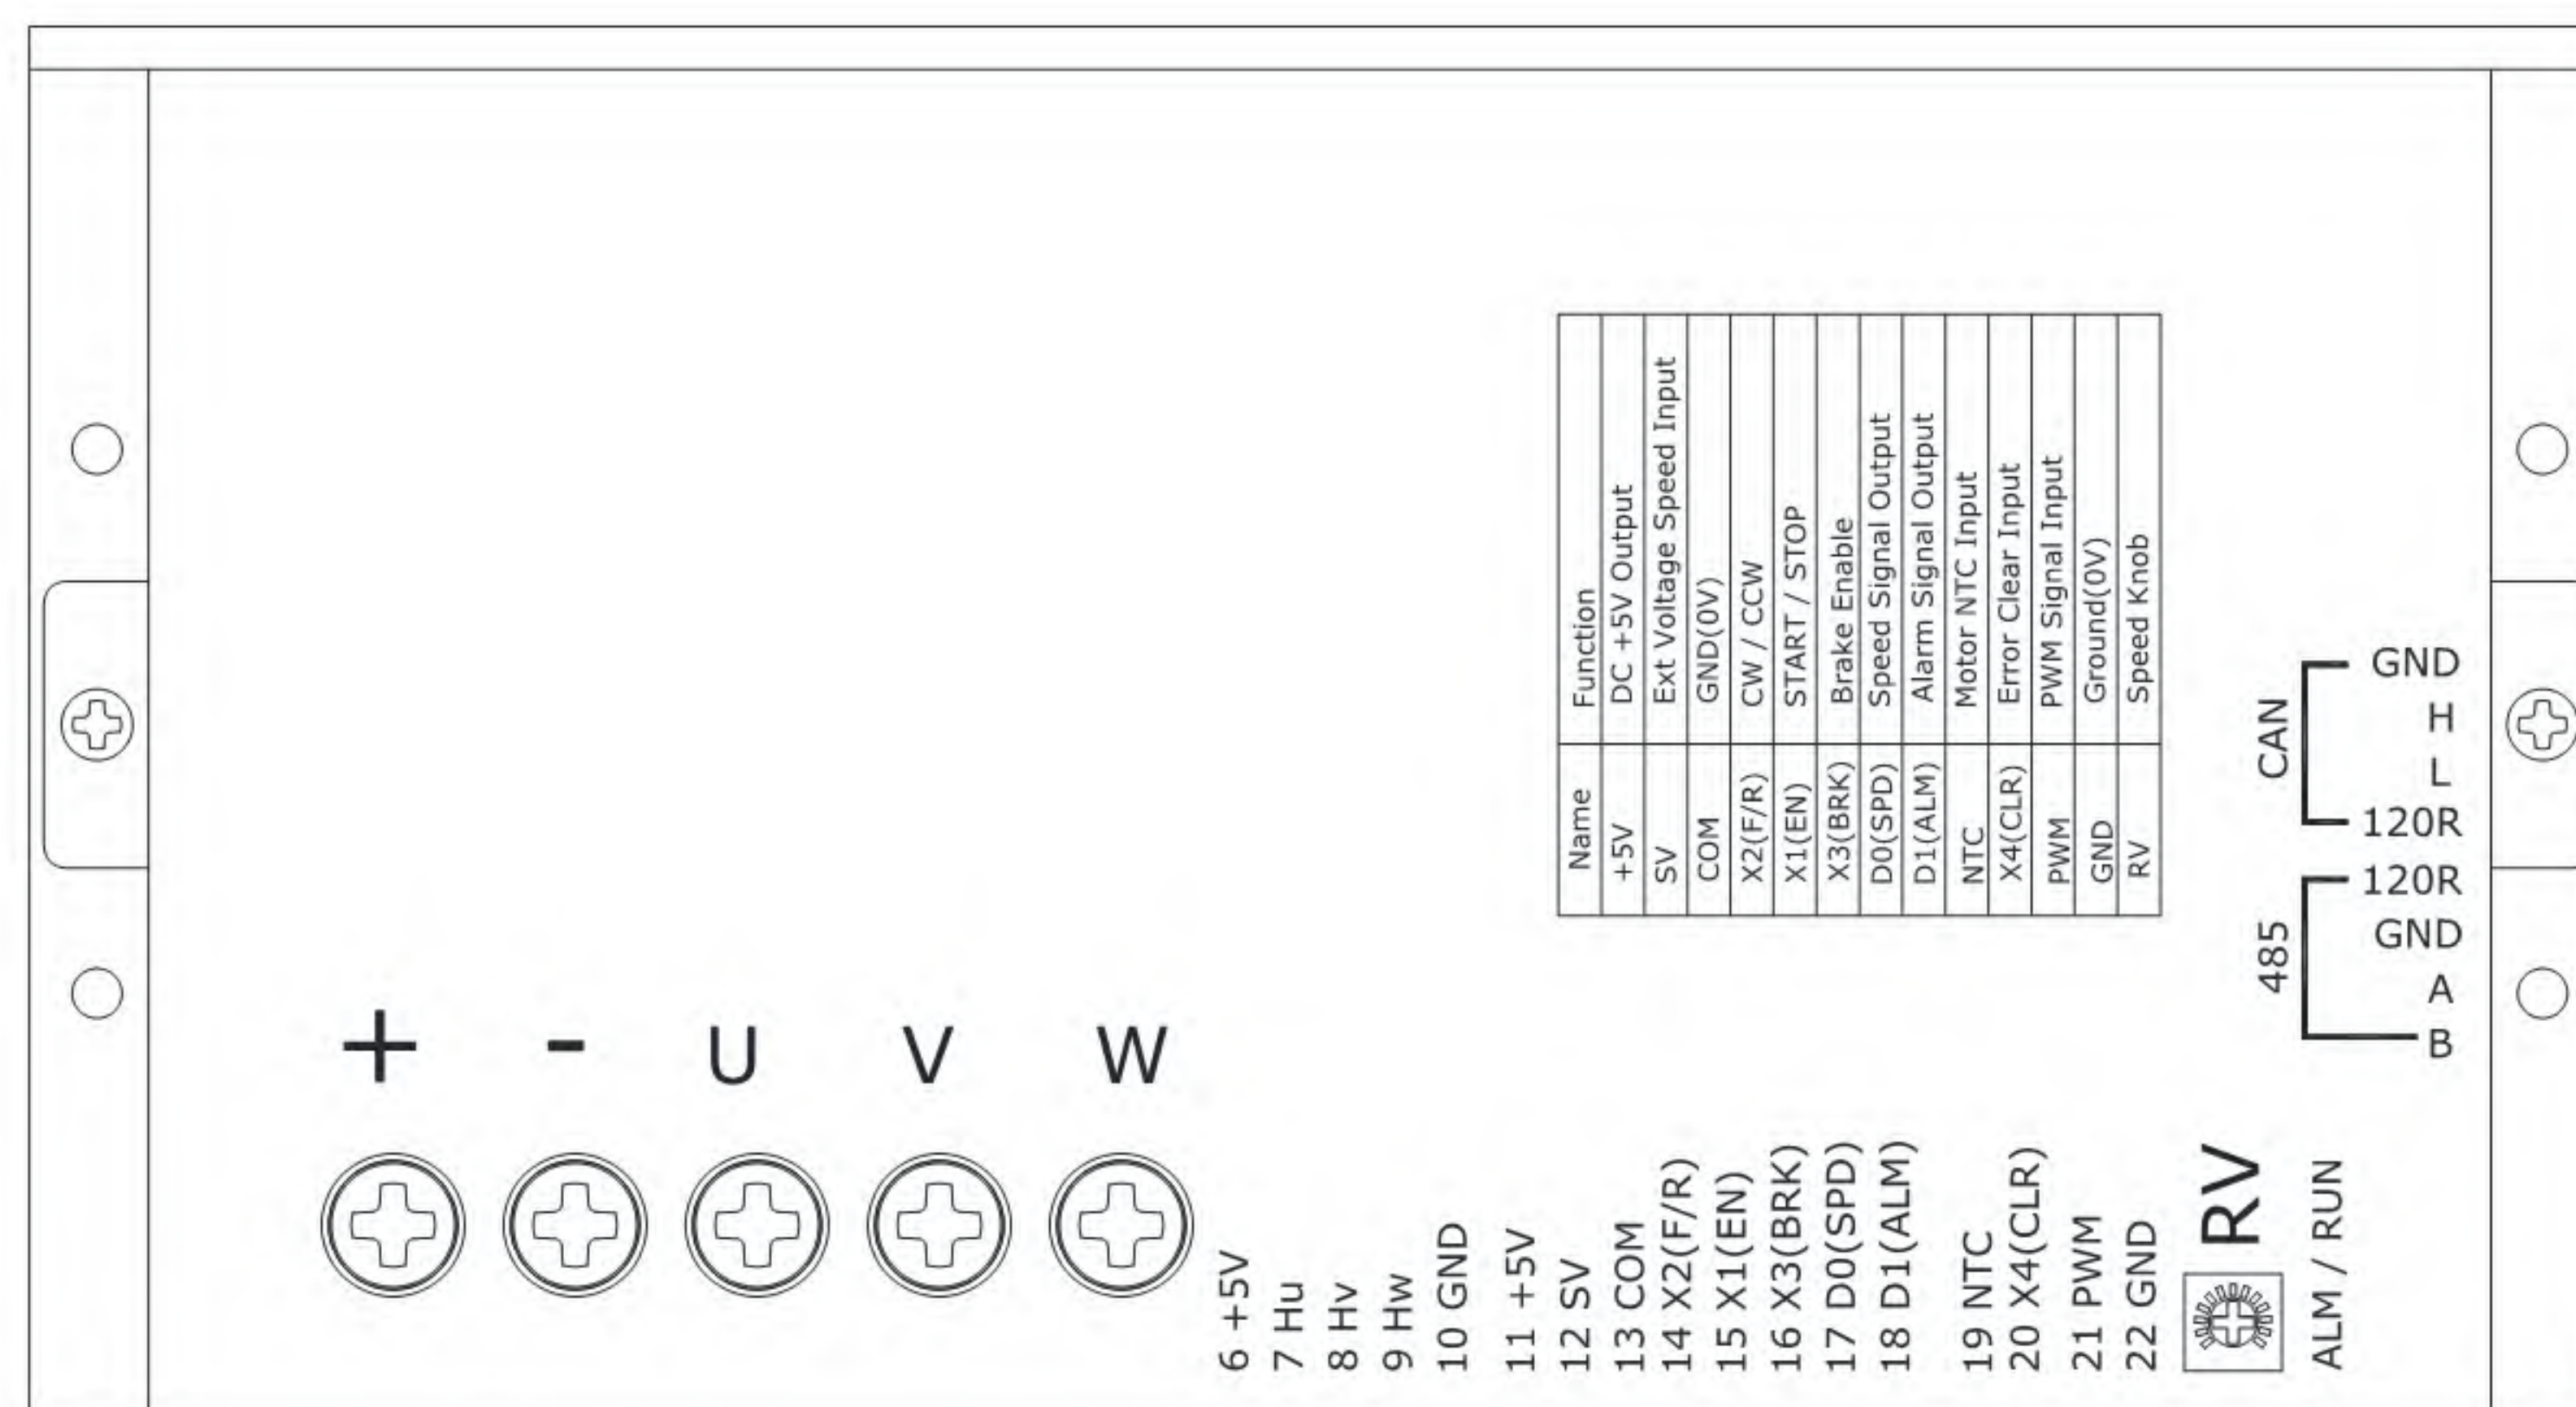 Name Function
+5V DC +5V Output
SV Ext Voltage Speed Input
COM GND(0V)
X2(F/R) CW / CCW
X1(EN) START / STOP
X3(BRK) Brake Enable
D0(SPD) Speed Signal Output
D1(ALM) Alarm Signal Output
NTC Motor NTC Input
X4(CLR) Error Clear Input
PWM PWM Signal Input
GND Ground(0V)
RV Speed Knob
CAN
GND
H
L
120R
485
120R
GND
A
B
+ - U V W
6 +5V
7 Hu
8 Hv
9 Hw
10 GND
11 +5V
12 SV
13 COM
14 X2(F/R)
15 X1(EN)
16 X3(BRK)
17 D0(SPD)
18 D1(ALM)
19 NTC
20 X4(CLR)
21 PWM
22 GND
RV
ALM / RUN